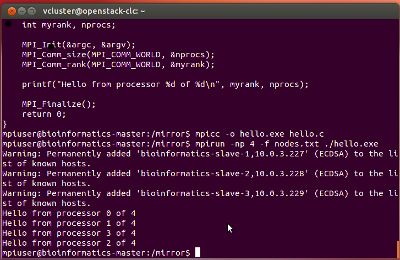 vcluster@openstack-clc: ~
int myrank, nprocs;
MPI_Init(&argc, &argv);
MPI_Comm_size(MPI_COMM_WORLD, &nprocs);
MPI_Comm_rank(MPI_COMM_WORLD, &myrank);
printf("Hello from processor %d of %d\n", myrank, nprocs);
MPI_Finalize();
return 0;
}
mpiuser@bioinformatics-master:/mirror$ mpicc -o hello.exe hello.c
mpiuser@bioinformatics-master:/mirror$ mpirun -np 4 -f nodes.txt ./hello.exe
Warning: Permanently added 'bioinformatics-slave-1,10.0.3.227' (ECDSA) to the li
st of known hosts.
Warning: Permanently added 'bioinformatics-slave-2,10.0.3.228' (ECDSA) to the li
st of known hosts.
Warning: Permanently added 'bioinformatics-slave-3,10.0.3.229' (ECDSA) to the li
st of known hosts.
Hello from processor 0 of 4
Hello from processor 1 of 4
Hello from processor 3 of 4
Hello from processor 2 of 4
mpiuser@bioinformatics-master:/mirror$